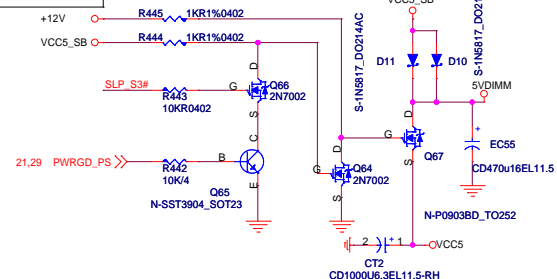 VCC5_SB
+12V
R445
1KR1%0402
VCC5_SB
R444
1KR1%0402
S-1N5817_DO214AC
S-1N5817_DO21
D11
D10
5VDIMM
SLP_S3#
R443
10KR0402
G
D
S
Q66
2N7002
+
EC55
CD470u16EL11.5
21,29
PWRGD_PS
R442
10K/4
B
C
E
Q65
N-SST3904_SOT23
G
D
S
Q64
2N7002
G
D
S
Q67
N-P0903BD_TO252
2
+
1
VCC5
CT2
CD1000U6.3EL11.5-RH